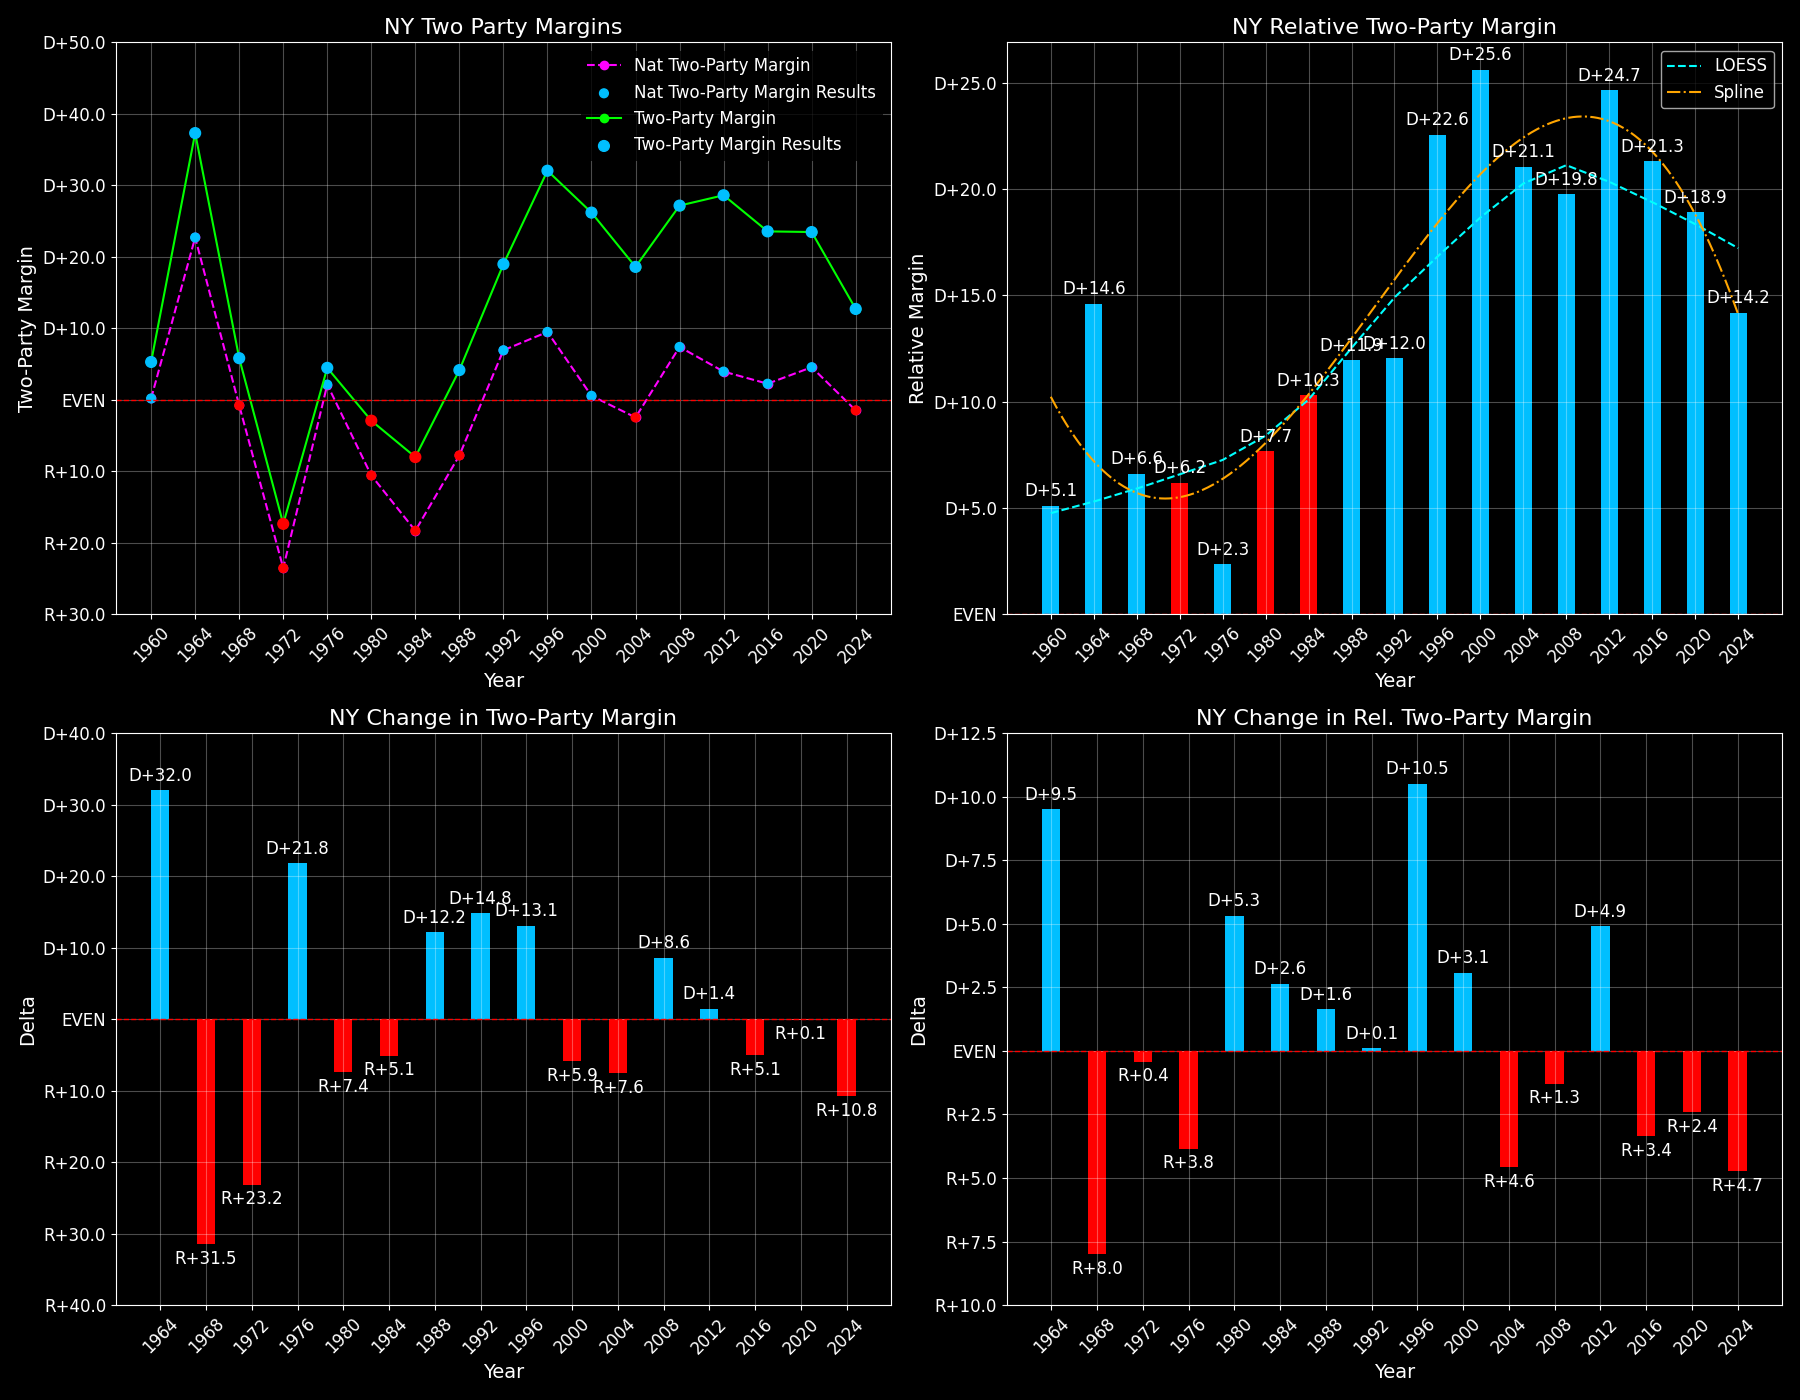 NY Two Party Margins
D+50.0
D+40.0
D+30.0
D+20.0
D+10.0
EVEN
R+10.0
R+20.0
R+30.0
Two-Party Margin
Nat Two-Party Margin
Nat Two-Party Margin Results
Two-Party Margin
Two-Party Margin Results
1960 1964 1968 1972 1976 1980 1984 1988 1992 1996 2000 2004 2008 2012 2016 2020 2024
Year
NY Relative Two-Party Margin
D+25.0
D+20.0
D+15.0
D+10.0
D+5.0
EVEN
Relative Margin
LOESS
Spline
D+5.1
D+14.6
D+6.6
D+6.2
D+2.3
D+7.7
D+10.3
D+11.9
D+12.0
D+22.6
D+25.6
D+21.1
D+19.8
D+24.7
D+21.3
D+18.9
D+14.2
1960 1964 1968 1972 1976 1980 1984 1988 1992 1996 2000 2004 2008 2012 2016 2020 2024
Year
NY Change in Two-Party Margin
D+40.0
D+30.0
D+20.0
D+10.0
EVEN
R+10.0
R+20.0
R+30.0
R+40.0
Delta
D+32.0
R+31.5
R+23.2
D+21.8
R+7.4
R+5.1
D+12.2
D+14.8
D+13.1
R+5.9
R+7.6
D+8.6
D+1.4
R+5.1
R+0.1
R+10.8
1964 1968 1972 1976 1980 1984 1988 1992 1996 2000 2004 2008 2012 2016 2020 2024
Year
NY Change in Rel. Two-Party Margin
D+12.5
D+10.0
D+7.5
D+5.0
D+2.5
EVEN
R+2.5
R+5.0
R+7.5
R+10.0
Delta
D+9.5
R+8.0
R+0.4
R+3.8
D+5.3
D+2.6
D+1.6
D+0.1
D+10.5
D+3.1
R+4.6
R+1.3
D+4.9
R+3.4
R+2.4
R+4.7
1964 1968 1972 1976 1980 1984 1988 1992 1996 2000 2004 2008 2012 2016 2020 2024
Year